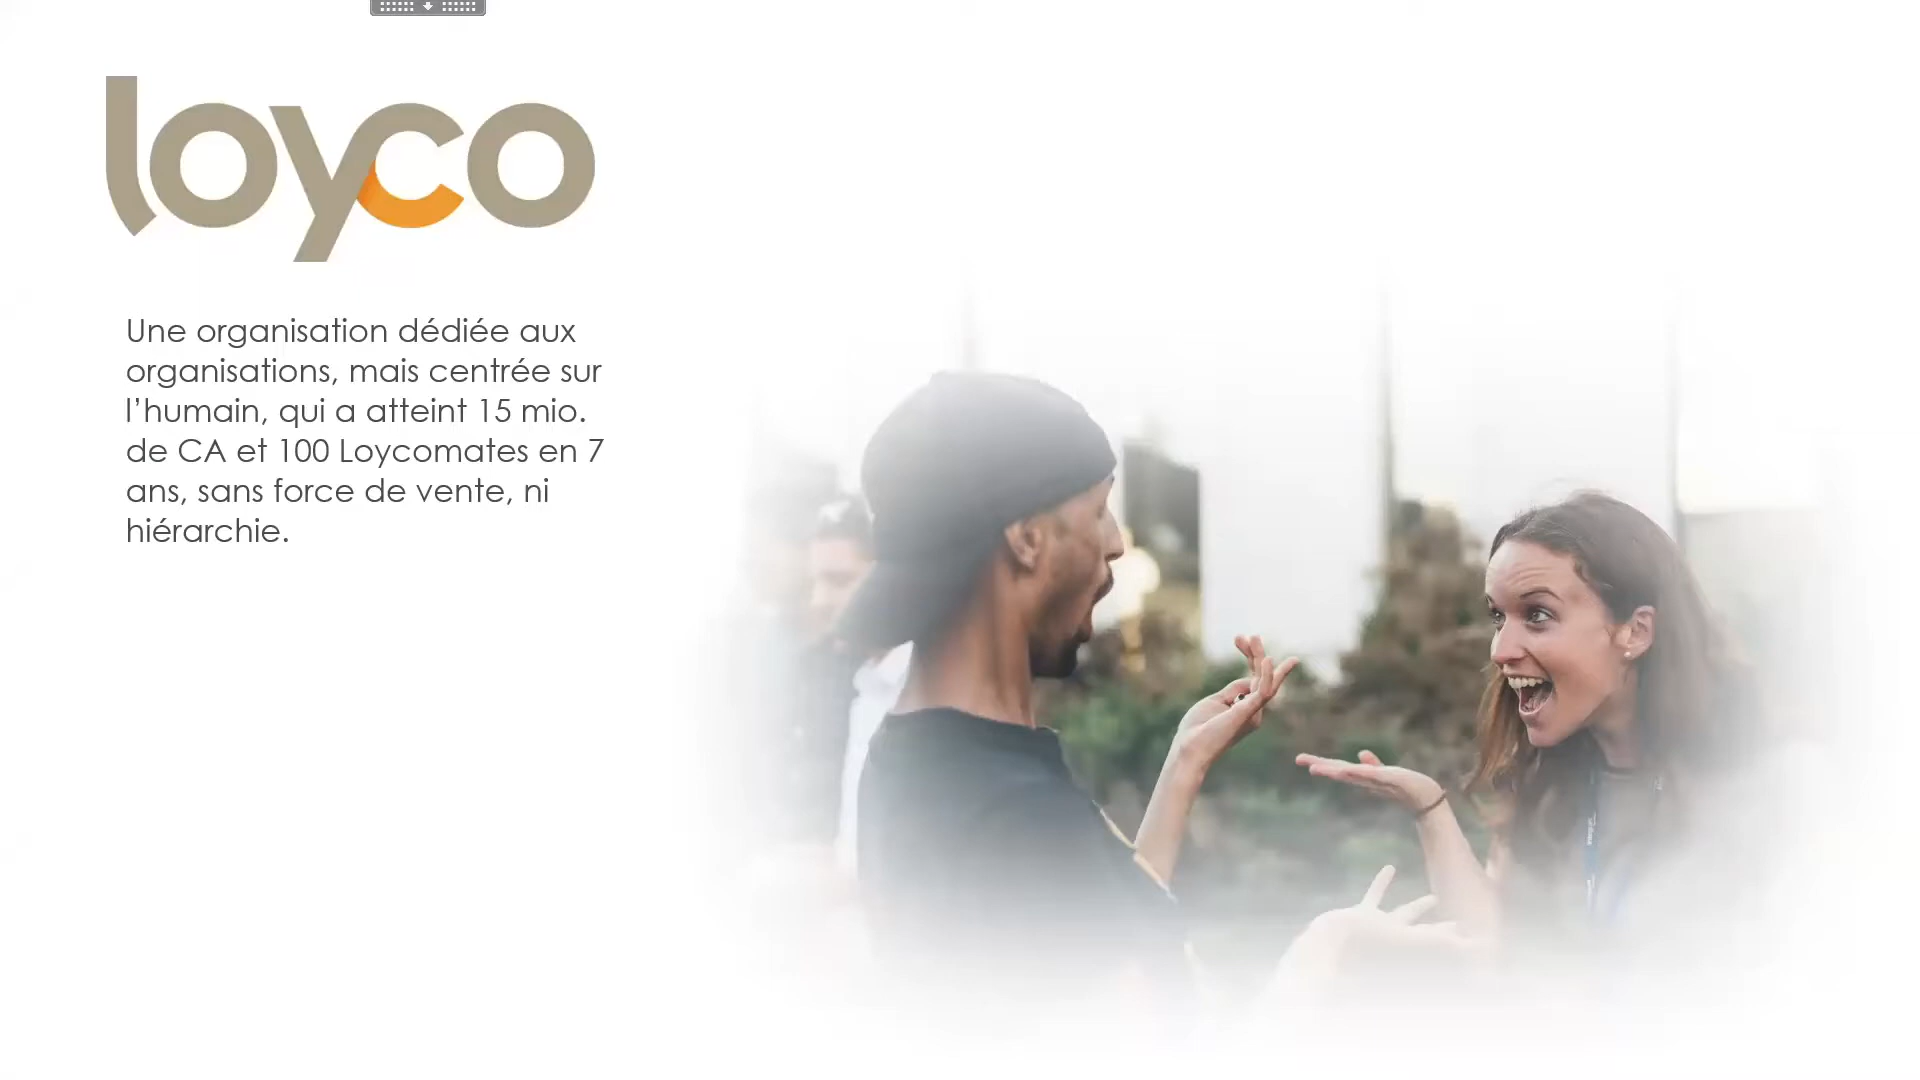 loyco
Une organisation dédiée aux
organisations, mais centrée sur
l’humain, qui a atteint 15 mio.
de CA et 100 Loycomates en 7
ans, sans force de vente, ni
hiérarchie.